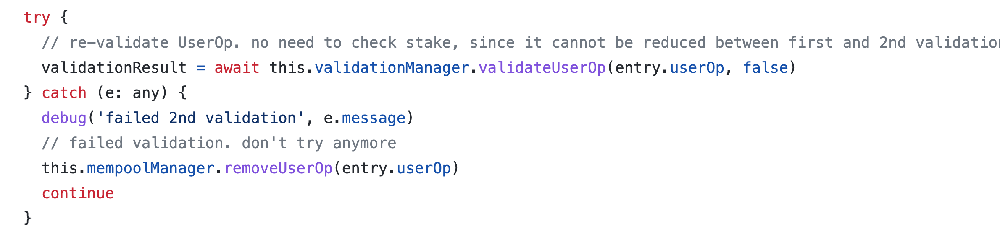 try {
// re-validate UserOp. no need to check stake, since it cannot be reduced between first and 2nd
validationResult = await this.validationManager.validateUserOp(entry.userOp, false)
} catch (e: any) {
debug('failed 2nd validation', e.message)
// failed validation. don't try anymore
this.mempoolManager.removeUserOp(entry.userOp)
continue
}